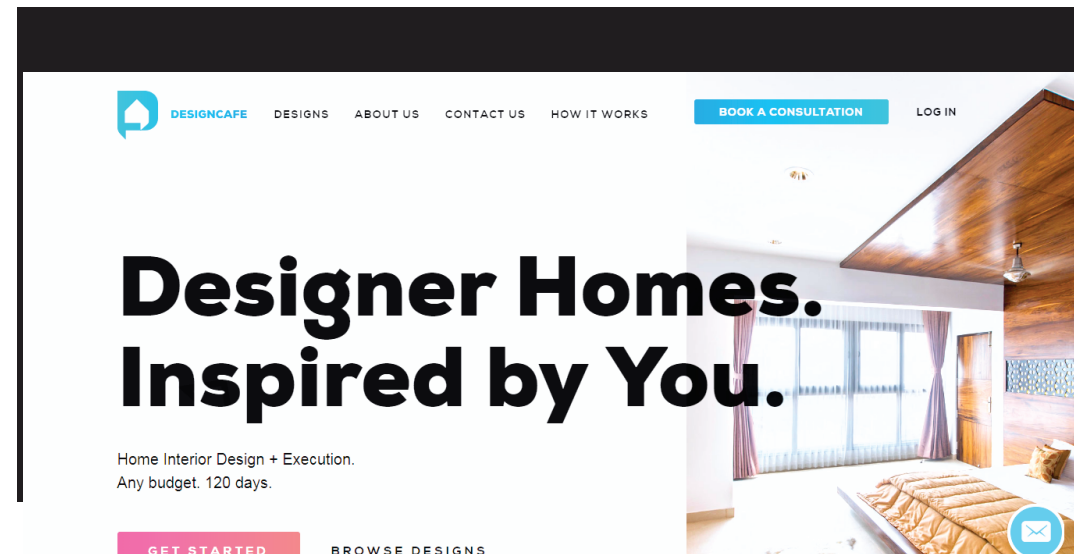 DESIGNCAFE DESIGNS ABOUT US CONTACT US HOW IT WORKS BOOK A CONSULTATION LOG IN
Designer Homes.
Inspired by You.
Home Interior Design + Execution.
Any budget. 120 days.
GET STARTED BROWSE DESIGNS